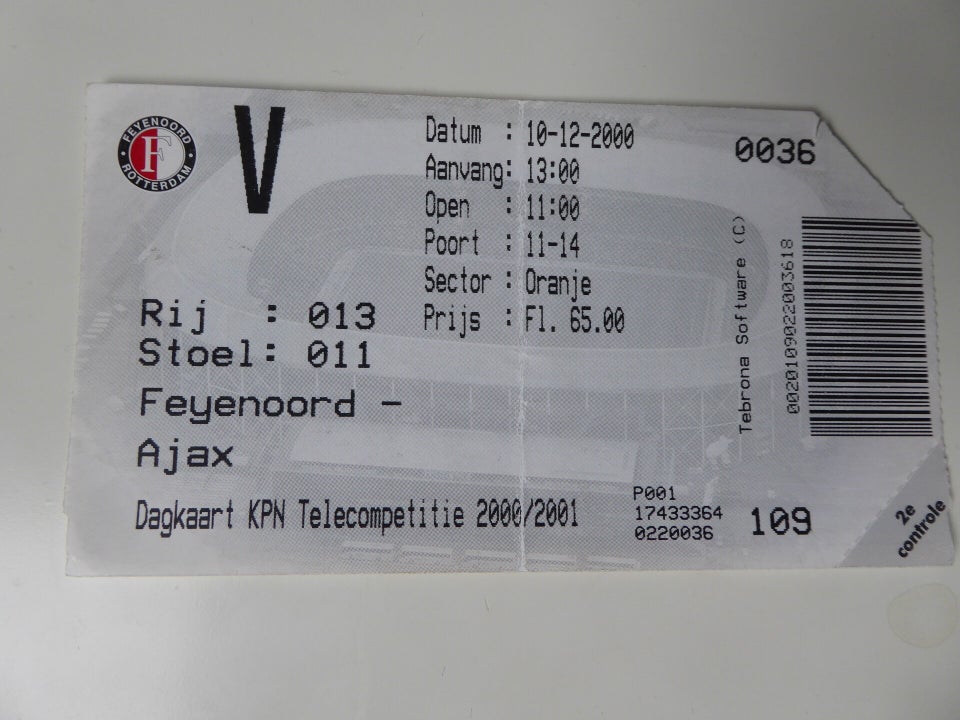 FEYENOORD
ROTTERDAM
F
V
Datum : 10-12-2000
Aanvang: 13:00
Open : 11:00
Poort : 11-14
Sector : Oranje
Prijs : Fl. 65.00
0036
Rij : 013
Stoel: 011
Feyenoord -
Ajax
Dagkaart KPN Telecompetitie 2000/2001
P001
17433364
0220036
109
Tebrona Software (C)
0020109022003618
2e
controle